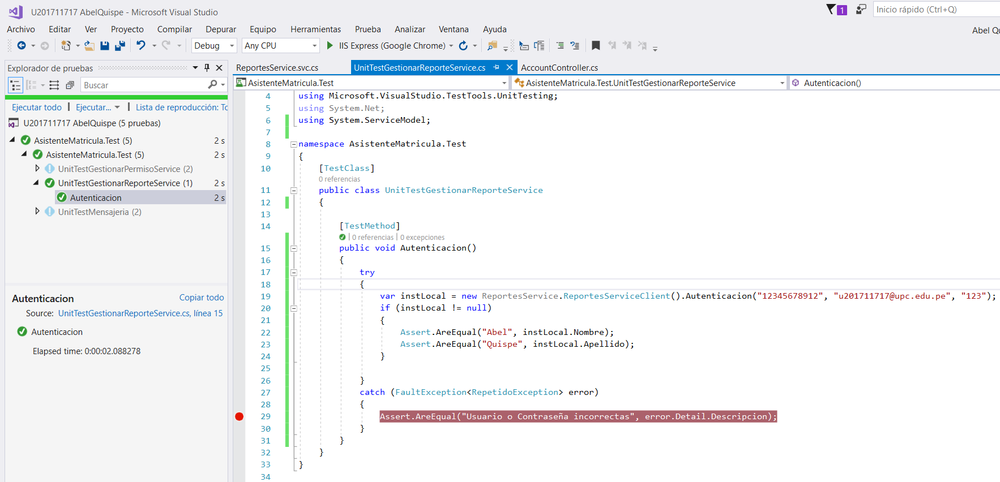 U201711717 AbelQuispe - Microsoft Visual Studio
1
Inicio rápido (Ctrl+Q)
Archivo Editar Ver Proyecto Compilar Depurar Equipo Herramientas Prueba Analizar Ventana Ayuda
Abel Qu
Debug Any CPU IIS Express (Google Chrome)
Explorador de pruebas
Buscar
Ejecutar todo | Ejecutar... | Lista de reproducción: To
U201711717 AbelQuispe (5 pruebas)
AsistenteMatricula.Test (5) 2 s
AsistenteMatricula.Test (5) 2 s
UnitTestGestionarPermisoService (2)
UnitTestGestionarReporteService (1) 2 s
Autenticacion 2 s
UnitTestMensajeria (2)
Autenticacion Copiar todo
Source: UnitTestGestionarReporteService.cs, línea 15
Autenticacion
Elapsed time: 0:00:02.088278
ReportesService.svc.cs UnitTestGestionarReporteService.cs AccountController.cs
AsistenteMatricula.Test AsistenteMatricula.Test.UnitTestGestionarReporteService Autenticacion()
4 using Microsoft.VisualStudio.TestTools.UnitTesting;
5 using System.Net;
6 using System.ServiceModel;
7
8 namespace AsistenteMatricula.Test
9 {
10 [TestClass]
0 referencias
11 public class UnitTestGestionarReporteService
12 {
13
14 [TestMethod]
| 0 referencias | 0 excepciones
15 public void Autenticacion()
16 {
17 try
18 {
19 var instLocal = new ReportesService.ReportesServiceClient().Autenticacion("12345678912", "u201711717@upc.edu.pe", "123");
20 if (instLocal != null)
21 {
22 Assert.AreEqual("Abel", instLocal.Nombre);
23 Assert.AreEqual("Quispe", instLocal.Apellido);
24 }
25
26 }
27 catch (FaultException<RepetidoException> error)
28 {
29 Assert.AreEqual("Usuario o Contraseña incorrectas", error.Detail.Descripcion);
30 }
31 }
32 }
33 }
34